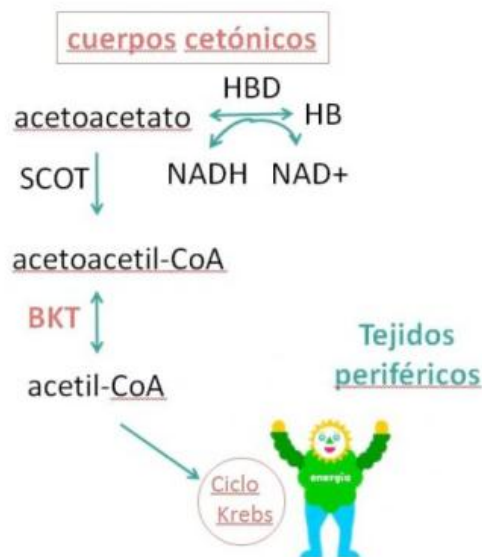 cuerpos cetónicos
HBD
acetoacetato
HB
SCOT
NADH
NAD+
acetoacetil-CoA
BKT
Tejidos
periféricos
acetil-CoA
energía
Ciclo
Krebs